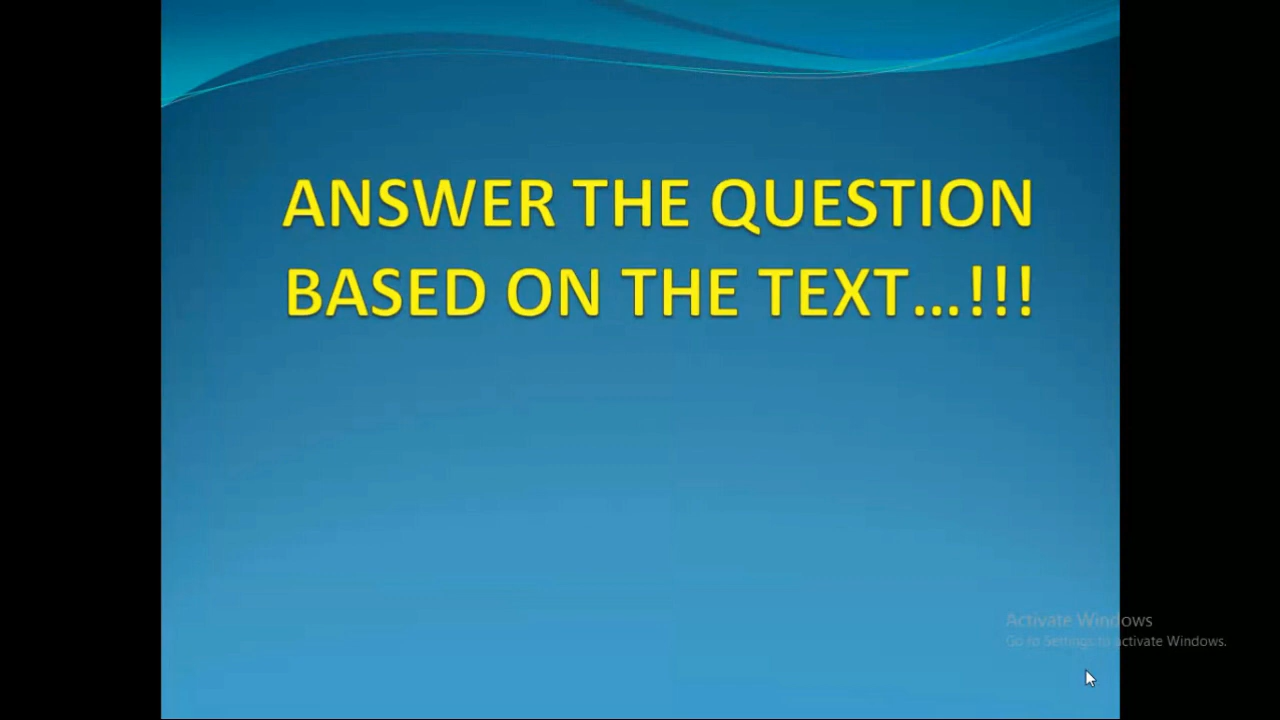 ANSWER THE QUESTION
BASED ON THE TEXT...!!!
Activate Windows
Go to Settings to activate Windows.